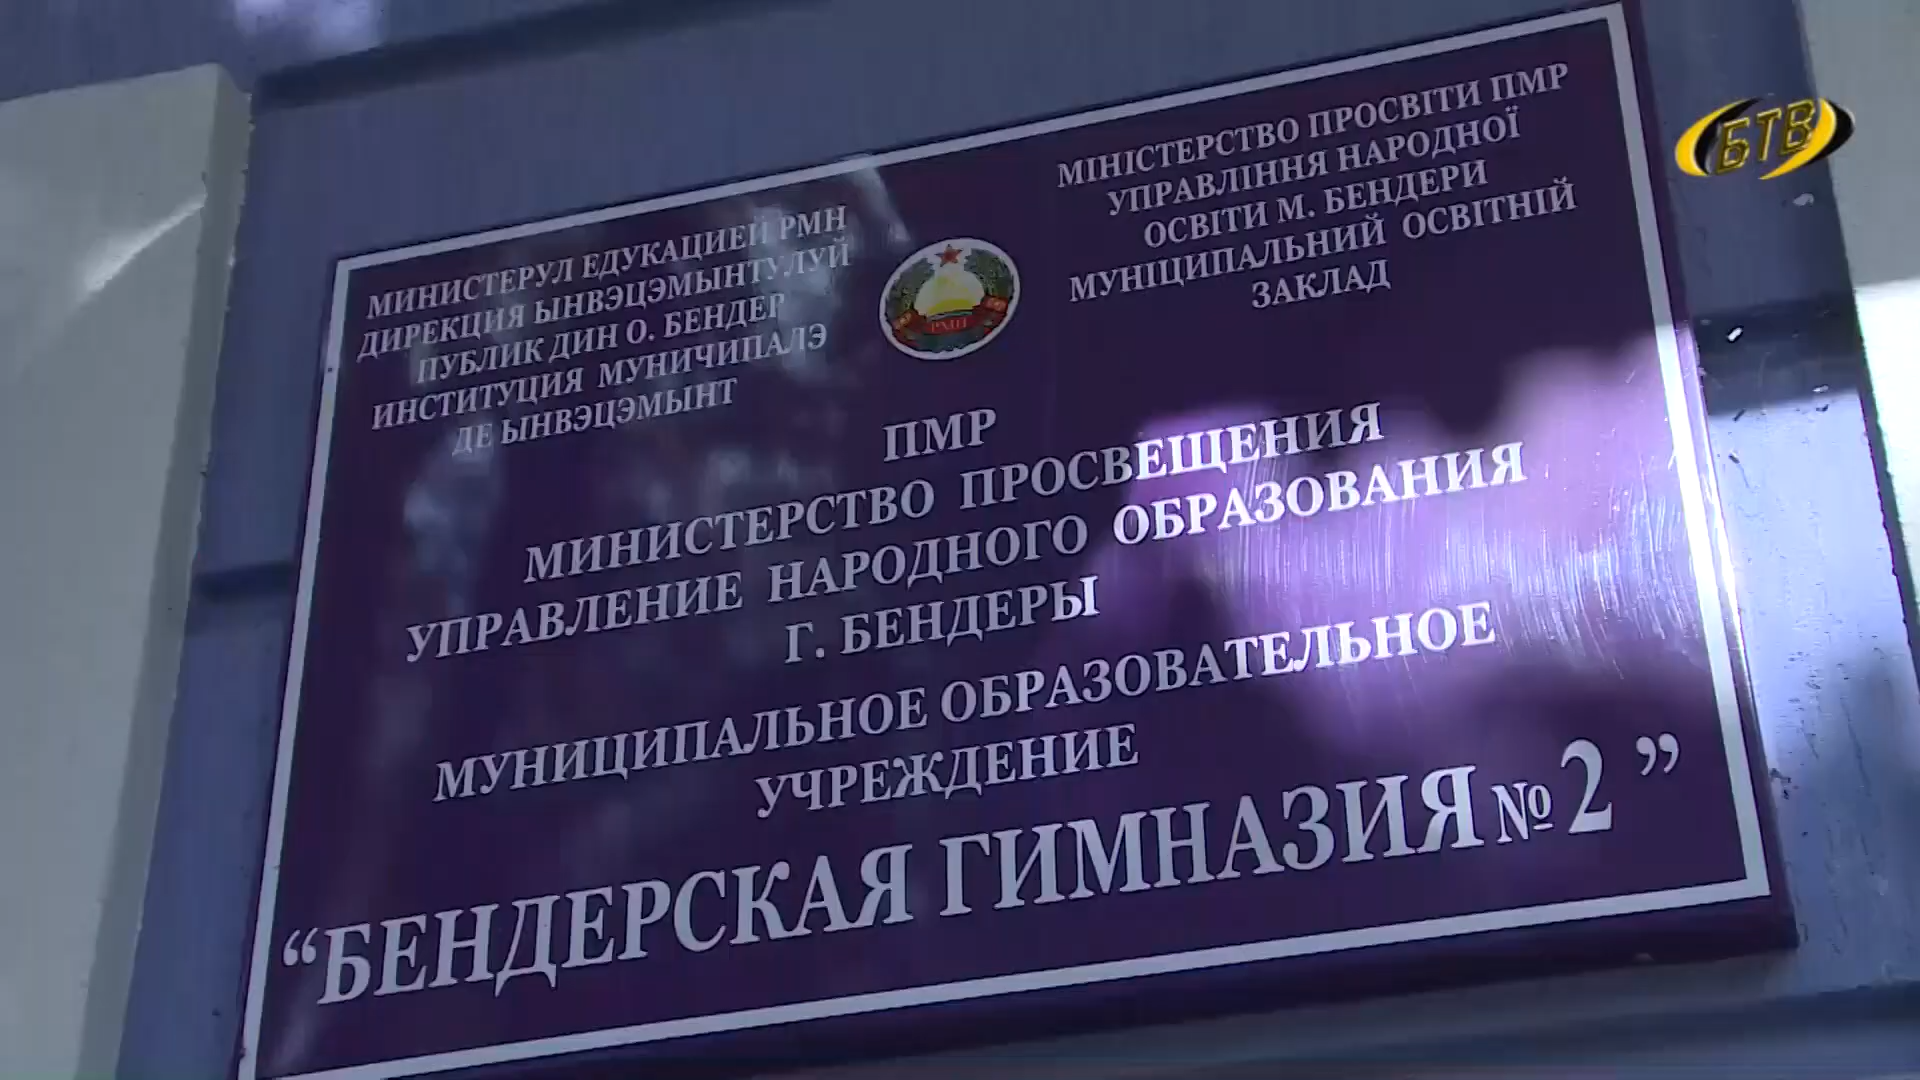 МИНИСТЕРУЛ ЕДУКАЦИЕЙ РМН
ДИРЕКЦИЯ ЫНВЭЦЭМЫНТУЛУЙ
ПУБЛИК ДИН О. БЕНДЕР
ИНСТИТУЦИЯ МУНИЧИПАЛЭ
ДЕ ЫНВЭЦЭМЫНТ
РМН
МІНІСТЕРСТВО ПРОСВІТИ ПМР
УПРАВЛІННЯ НАРОДНОЇ
ОСВІТИ М. БЕНДЕРИ
МУНІЦИПАЛЬНИЙ ОСВІТНІЙ
ЗАКЛАД
БТВ
ПМР
МИНИСТЕРСТВО ПРОСВЕЩЕНИЯ
УПРАВЛЕНИЕ НАРОДНОГО ОБРАЗОВАНИЯ
Г. БЕНДЕРЫ
МУНИЦИПАЛЬНОЕ ОБРАЗОВАТЕЛЬНОЕ
УЧРЕЖДЕНИЕ
“БЕНДЕРСКАЯ ГИМНАЗИЯ № 2 ”